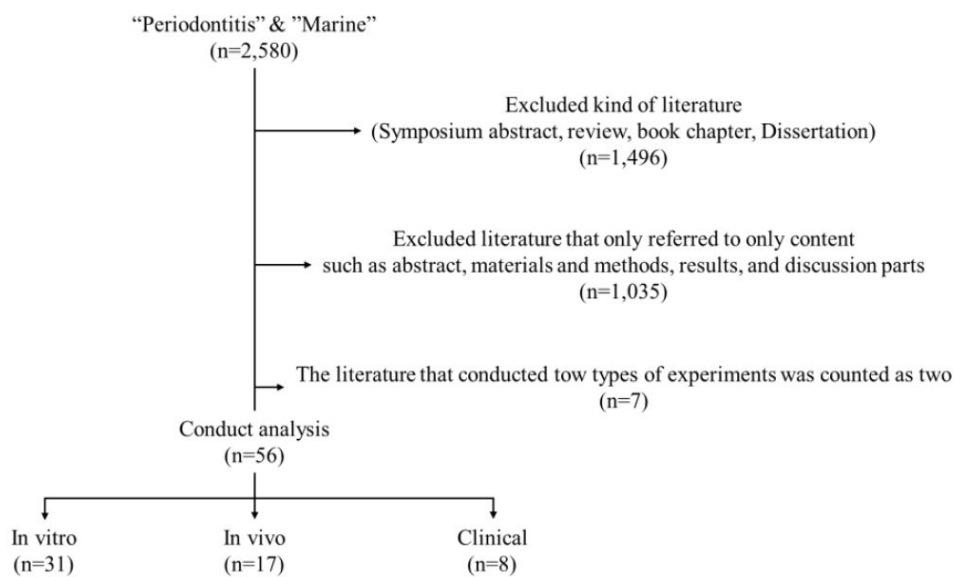 “Periodontitis” & ”Marine”
(n=2,580)
Excluded kind of literature
(Symposium abstract, review, book chapter, Dissertation)
(n=1,496)
Excluded literature that only referred to only content
such as abstract, materials and methods, results, and discussion parts
(n=1,035)
The literature that conducted tow types of experiments was counted as two
(n=7)
Conduct analysis
(n=56)
In vitro
(n=31)
In vivo
(n=17)
Clinical
(n=8)